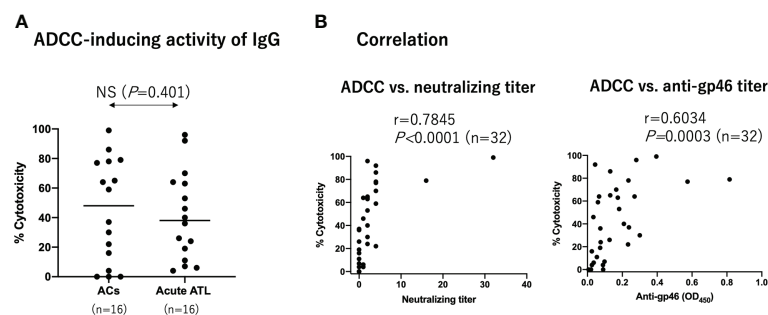 A
ADCC-inducing activity of IgG
NS (P=0.401)
% Cytotoxicity
100
80
60
40
20
0
ACs
Acute ATL
(n=16)
(n=16)
B
Correlation
ADCC vs. neutralizing titer
r=0.7845
P<0.0001 (n=32)
% Cytotoxicity
100
80
60
40
20
0
0
10
20
30
40
Neutralizing titer
ADCC vs. anti-gp46 titer
r=0.6034
P=0.0003 (n=32)
% Cytotoxicity
100
80
60
40
20
0
0.0
0.2
0.4
0.6
0.8
1.0
Anti-gp46 (OD450)